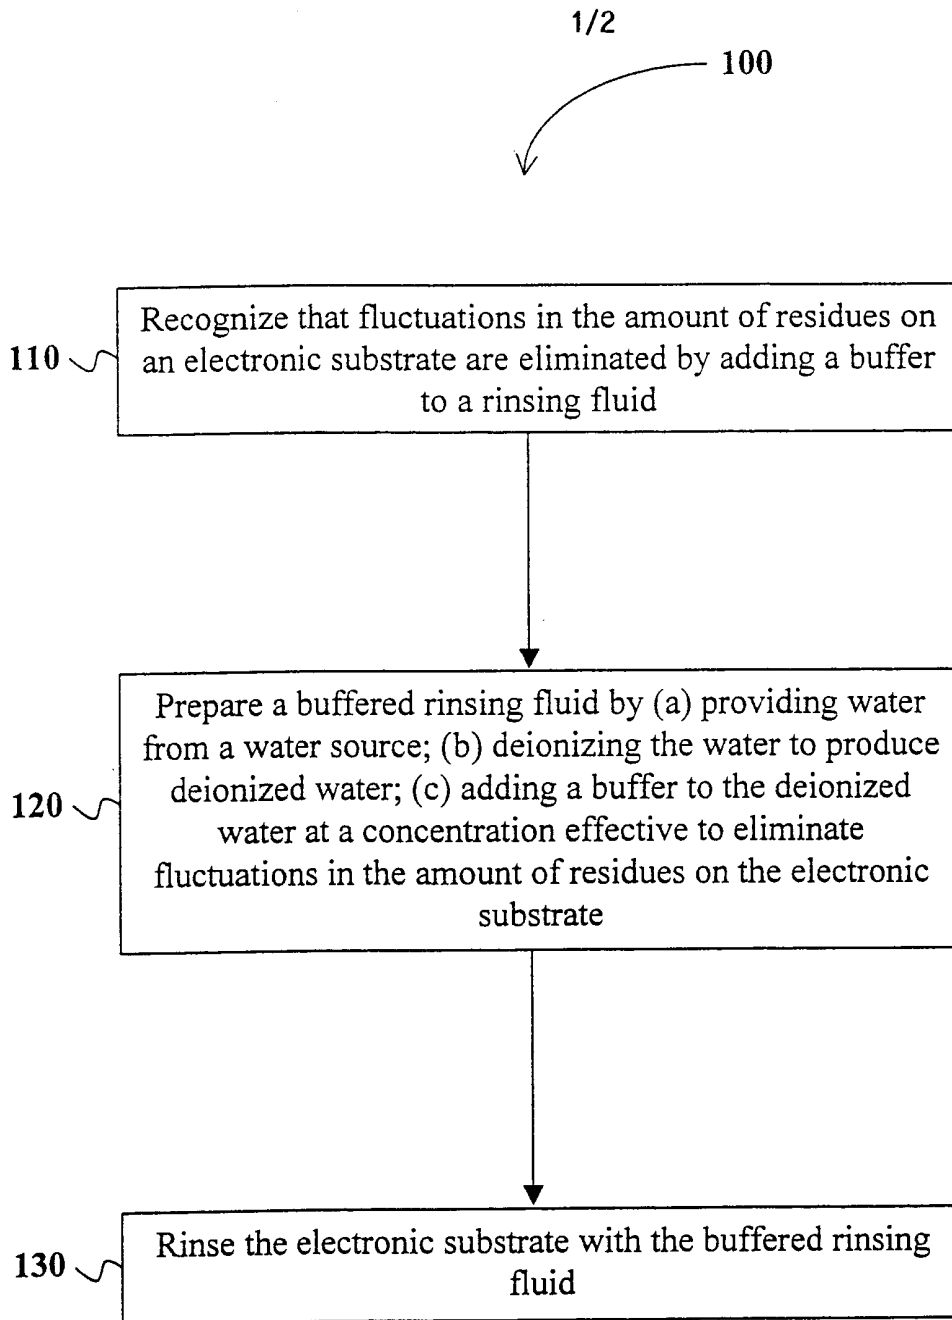 1/2
100
Recognize that fluctuations in the amount of residues on
110
an electronic substrate are eliminated by adding a buffer
to a rinsing fluid
Prepare a buffered rinsing fluid by (a) providing water
from a water source; (b) deionizing the water to produce
deionized water; (c) adding a buffer to the deionized
120
water at a concentration effective to eliminate
fluctuations in the amount of residues on the electronic
substrate
Rinse the electronic substrate with the buffered rinsing
130
fluid